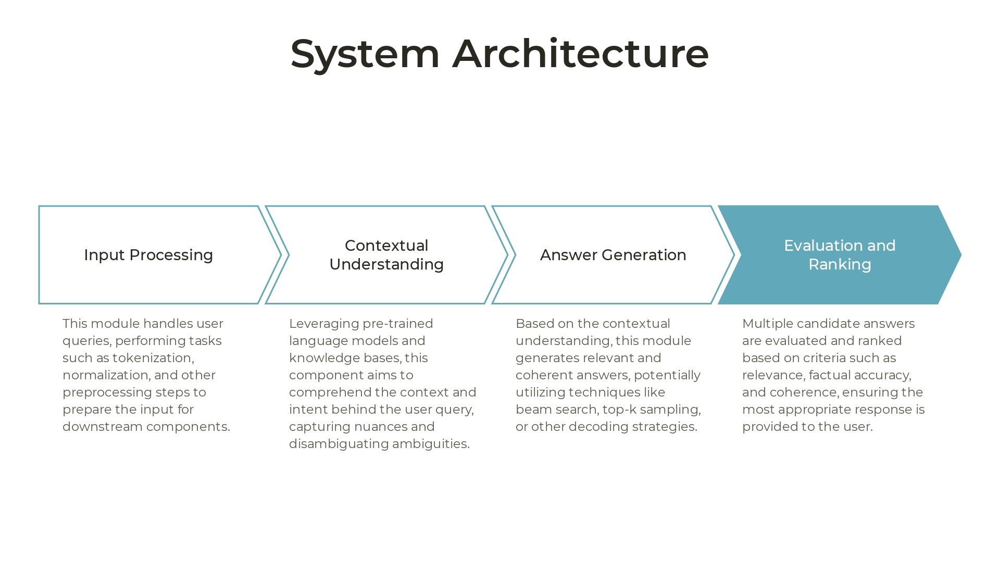 System Architecture
Input Processing
Contextual
Understanding
Answer Generation
Evaluation and
Ranking
This module handles user
queries, performing tasks
such as tokenization,
normalization, and other
preprocessing steps to
prepare the input for
downstream components.
Leveraging pre-trained
language models and
knowledge bases, this
component aims to
comprehend the context and
intent behind the user query,
capturing nuances and
disambiguating ambiguities.
Based on the contextual
understanding, this module
generates relevant and
coherent answers, potentially
utilizing techniques like
beam search, top-k sampling,
or other decoding strategies.
Multiple candidate answers
are evaluated and ranked
based on criteria such as
relevance, factual accuracy,
and coherence, ensuring the
most appropriate response is
provided to the user.